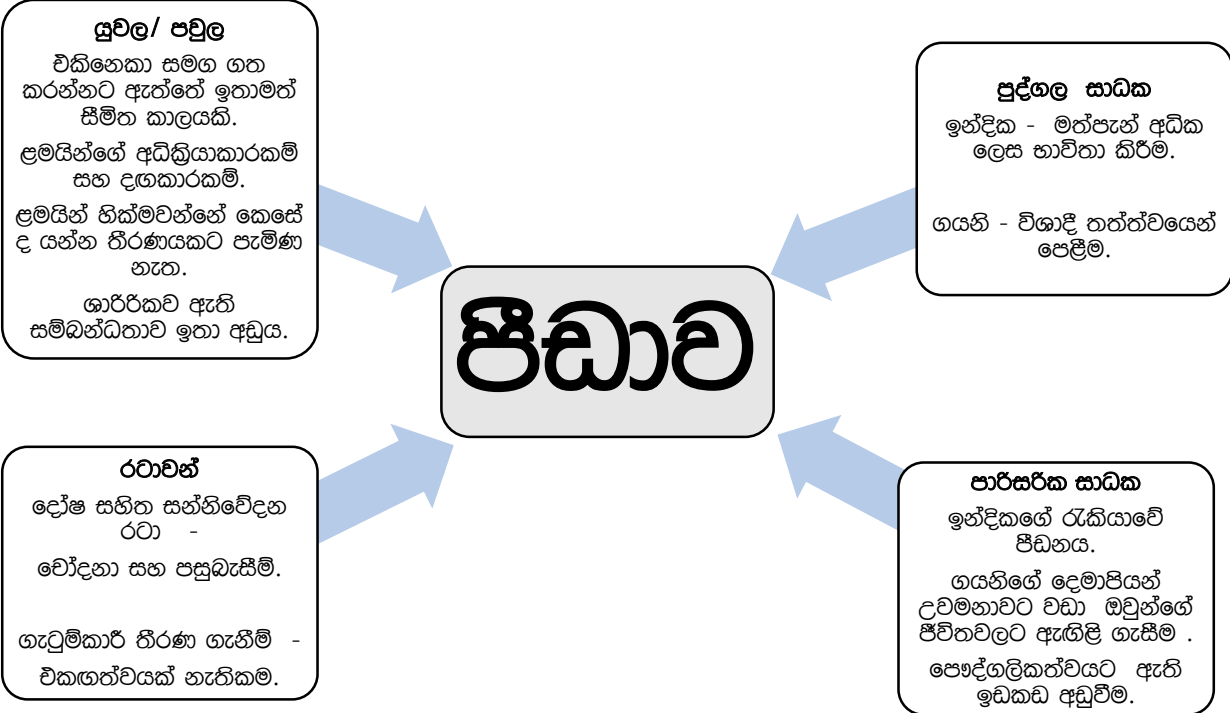 යුවල/ පවුල
එකිනෙකා සමග ගත
කරන්නට ඇත්තේ ඉතාමත්
සීමිත කාලයකි.
ළමයින්ගේ අධික්‍රියාකාරකම්
සහ දඟකාරකම්.
ළමයින් හික්මවන්නේ කෙසේ
ද යන්න තීරණයකට පැමිණ
නැත.
ශාරිරිකව ඇති
සම්බන්ධතාව ඉතා අඩුය.
පුද්ගල සාධක
ඉන්දික - මත්පැන් අධික
ලෙස භාවිතා කිරීම.
ගයනි - විශාදී තත්ත්වයෙන්
පෙළීම.
පීඩාව
රටාවන්
දෝෂ සහිත සන්නිවේදන
රටා -
චෝදනා සහ පසුබැසීම්.
ගැටුම්කාරී තීරණ ගැනීම් -
එකඟත්වයක් නැතිකම.
පාරිසරික සාධක
ඉන්දිකගේ රැකියාවේ
පීඩනය.
ගයනිගේ දෙමාපියන්
උවමනාවට වඩා ඔවුන්ගේ
ජීවිතවලට ඇඟිළි ගැසීම .
පෞද්ගලිකත්වයට ඇති
ඉඩකඩ අඩුවීම.